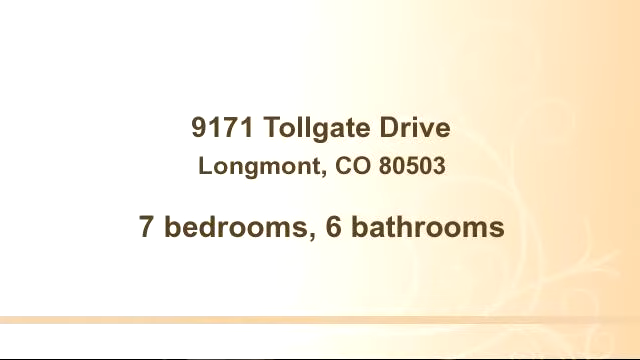 9171 Tollgate Drive
Longmont, CO 80503
7 bedrooms, 6 bathrooms